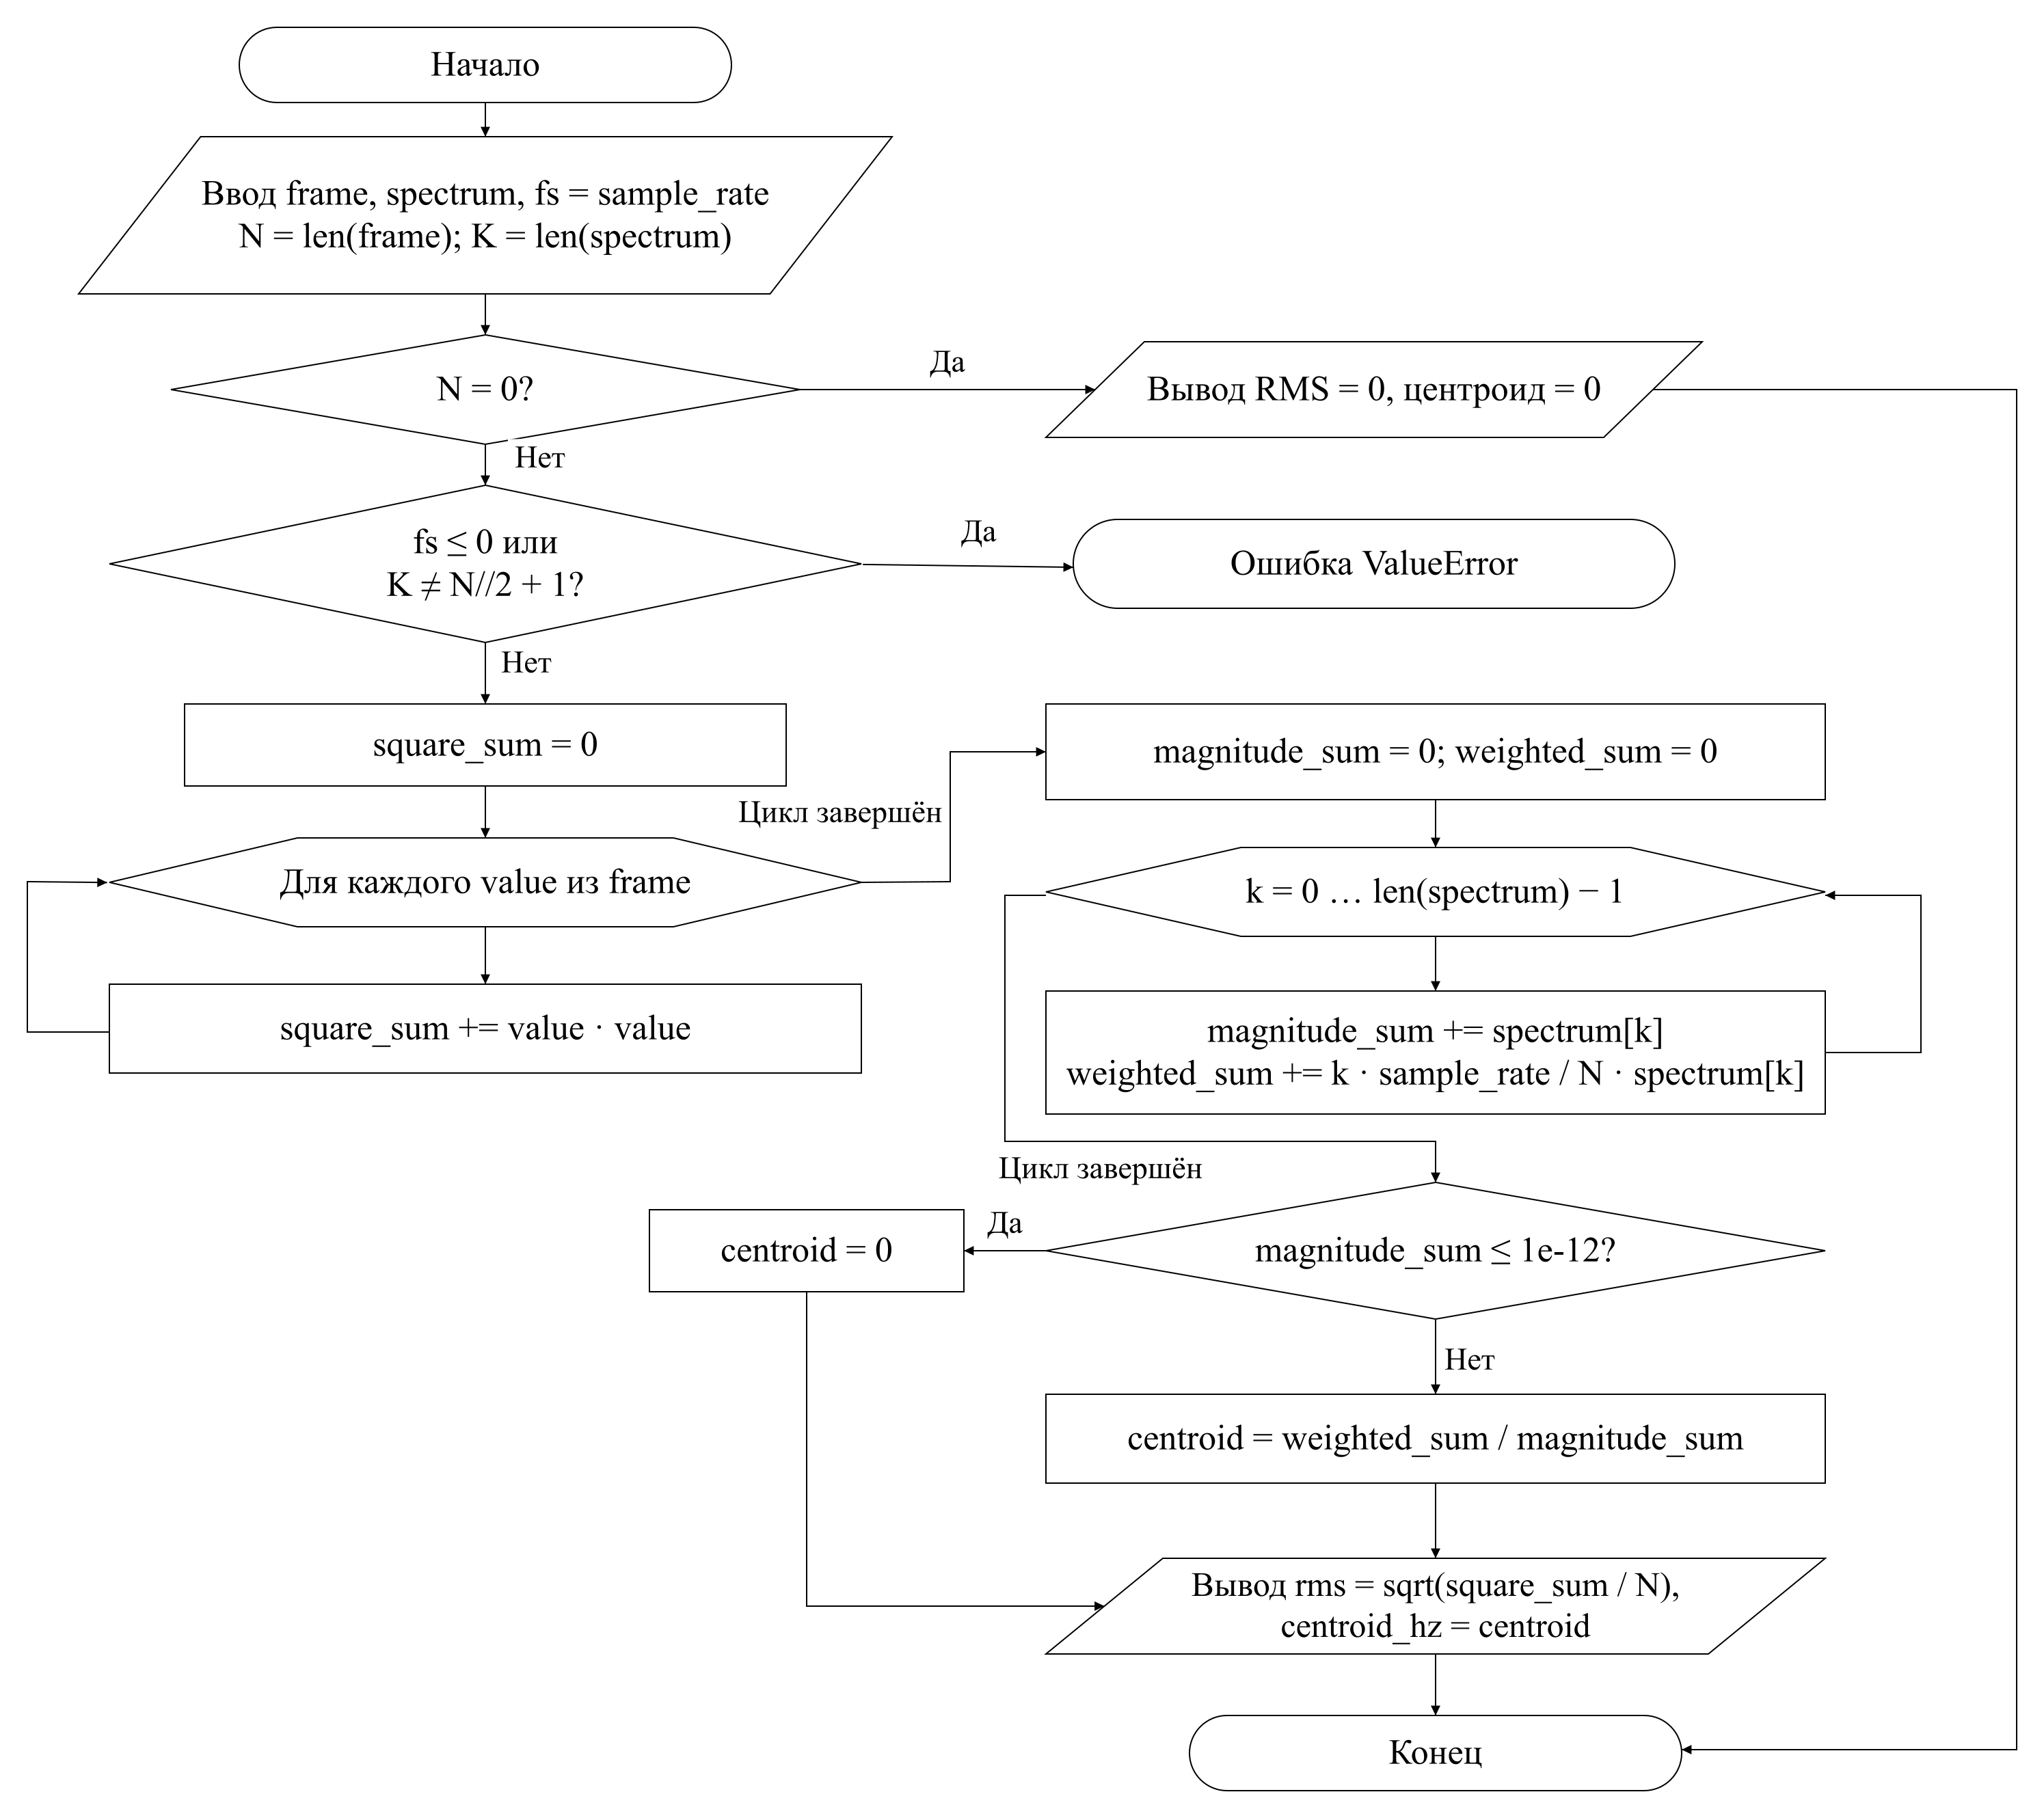 Начало
Ввод frame, spectrum, fs = sample_rate
N = len(frame); K = len(spectrum)
N = 0?
Да
Вывод RMS = 0, центроид = 0
Нет
fs ≤ 0 или
K ≠ N//2 + 1?
Да
Ошибка ValueError
Нет
square_sum = 0
Цикл завершён
Для каждого value из frame
square_sum += value · value
magnitude_sum = 0; weighted_sum = 0
k = 0 … len(spectrum) − 1
magnitude_sum += spectrum[k]
weighted_sum += k · sample_rate / N · spectrum[k]
Цикл завершён
magnitude_sum ≤ 1e-12?
Да
centroid = 0
Нет
centroid = weighted_sum / magnitude_sum
Вывод rms = sqrt(square_sum / N),
centroid_hz = centroid
Конец